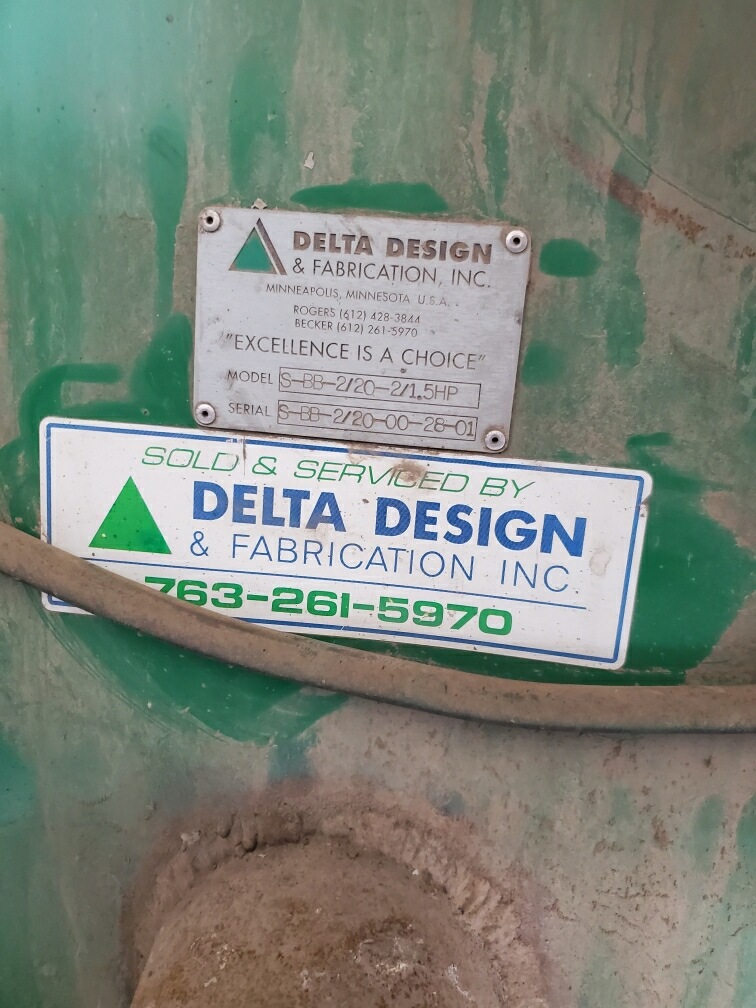 DELTA DESIGN
& FABRICATION, INC.
MINNEAPOLIS, MINNESOTA U.S.A.
ROGERS (612) 428-3844
BECKER (612) 261-5970
"EXCELLENCE IS A CHOICE"
MODEL S-BB-2/20-2/1.5HP
SERIAL S-BB-2/20-00-28-01
SOLD & SERVICED BY
DELTA DESIGN
& FABRICATION INC
763-261-5970